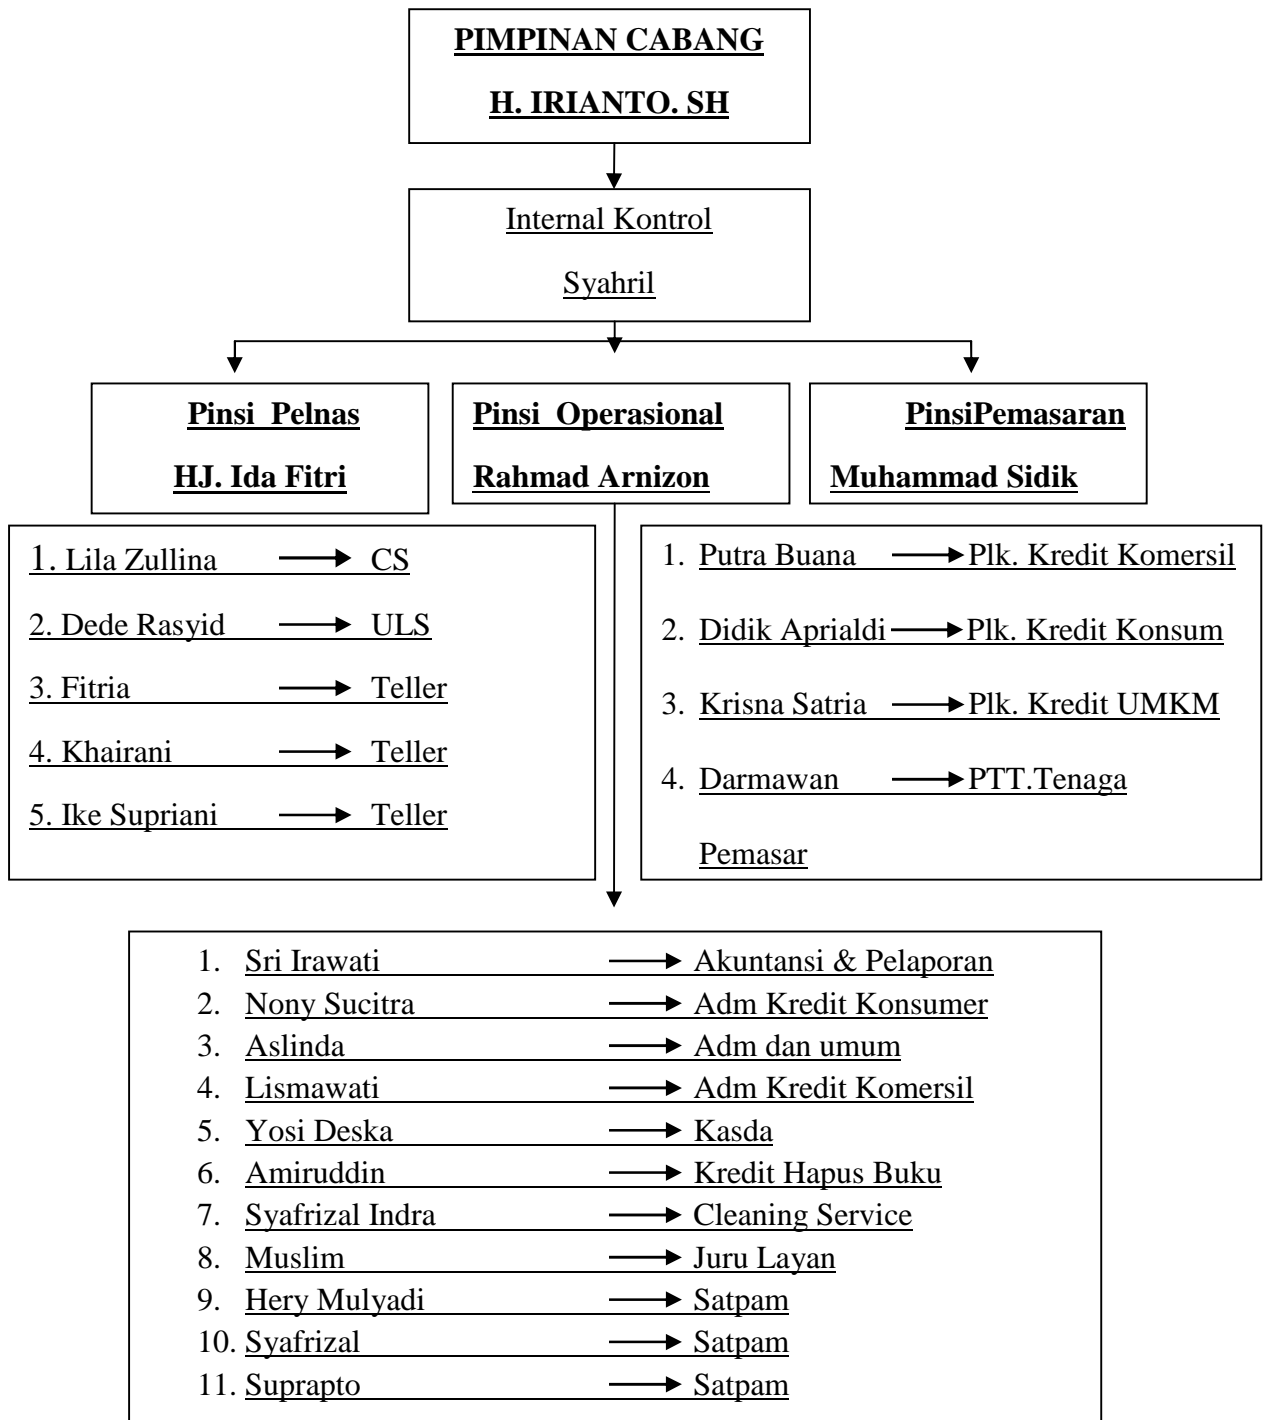 PIMPINAN CABANG
H. IRIANTO. SH
Internal Kontrol
Syahril
Pinsi Pelnas
HJ. Ida Fitri
Pinsi Operasional
Rahmad Arnizon
PinsiPemasaran
Muhammad Sidik
1. Lila Zullina CS
2. Dede Rasyid ULS
3. Fitria Teller
4. Khairani Teller
5. Ike Supriani Teller
1. Putra Buana Plk. Kredit Komersil
2. Didik Aprialdi Plk. Kredit Konsum
3. Krisna Satria Plk. Kredit UMKM
4. Darmawan PTT.Tenaga
Pemasar
1. Sri Irawati Akuntansi & Pelaporan
2. Nony Sucitra Adm Kredit Konsumer
3. Aslinda Adm dan umum
4. Lismawati Adm Kredit Komersil
5. Yosi Deska Kasda
6. Amiruddin Kredit Hapus Buku
7. Syafrizal Indra Cleaning Service
8. Muslim Juru Layan
9. Hery Mulyadi Satpam
10. Syafrizal Satpam
11. Suprapto Satpam